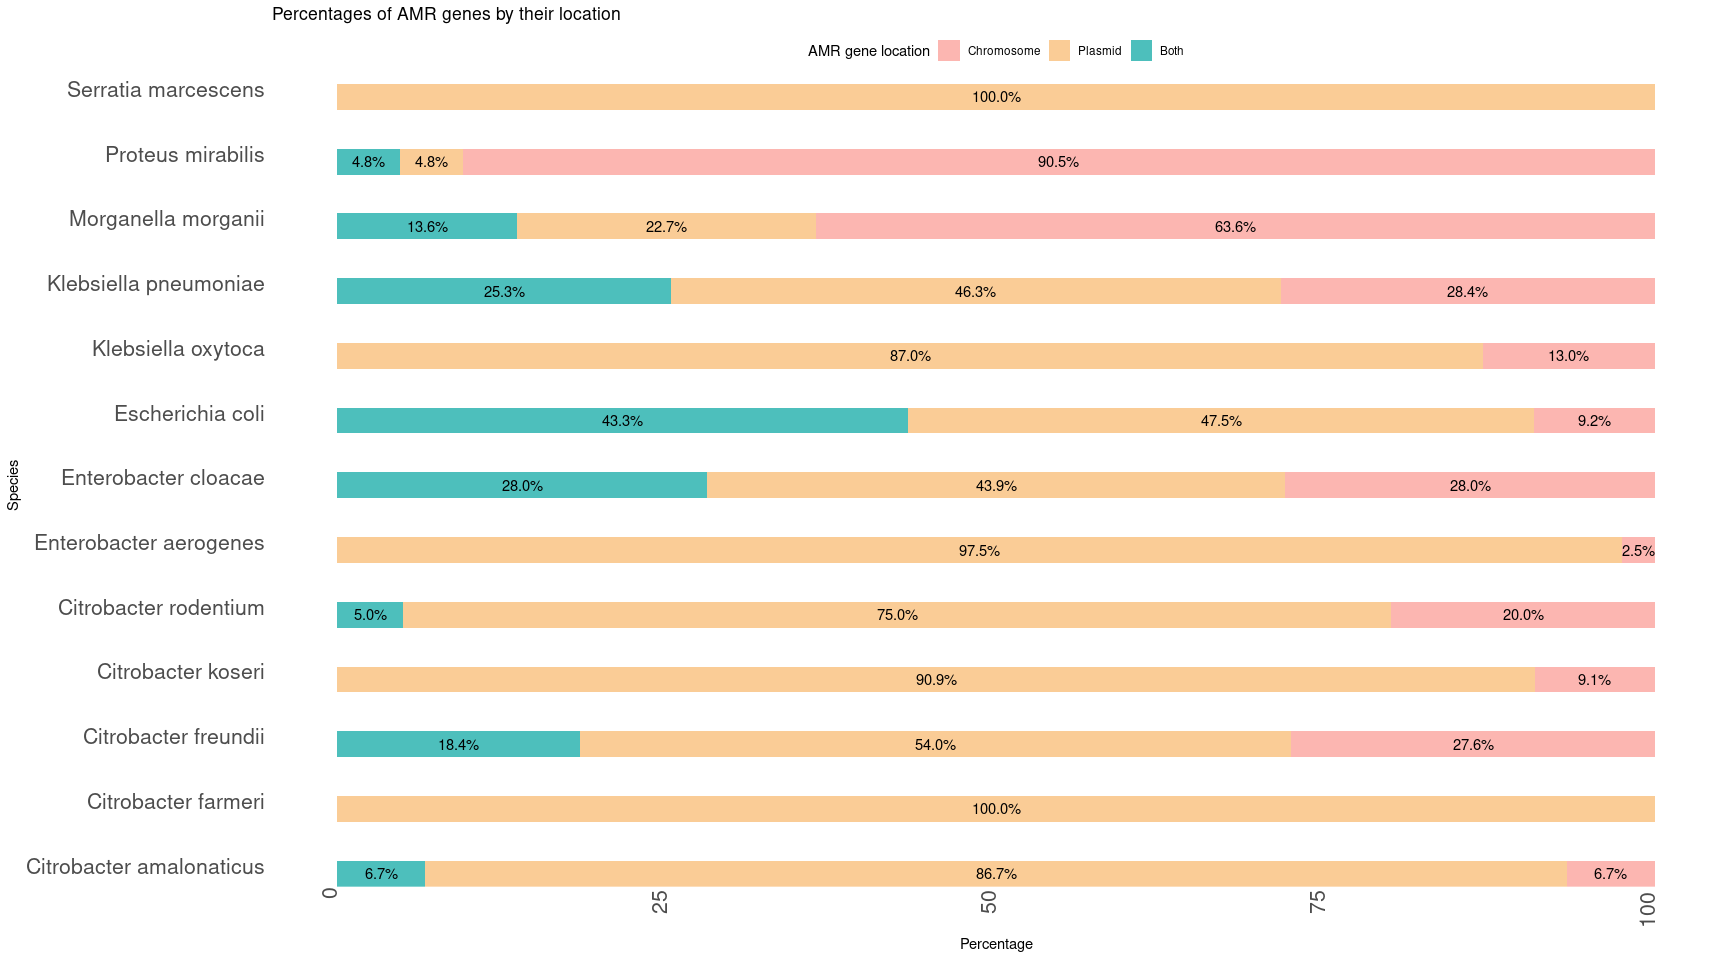 Percentages of AMR genes by their location
AMR gene location Chromosome Plasmid Both
Serratia marcescens 100.0%
Proteus mirabilis 4.8% 4.8% 90.5%
Morganella morganii 13.6% 22.7% 63.6%
Klebsiella pneumoniae 25.3% 46.3% 28.4%
Klebsiella oxytoca 87.0% 13.0%
Escherichia coli 43.3% 47.5% 9.2%
Species
Enterobacter cloacae 28.0% 43.9% 28.0%
Enterobacter aerogenes 97.5% 2.5%
Citrobacter rodentium 5.0% 75.0% 20.0%
Citrobacter koseri 90.9% 9.1%
Citrobacter freundii 18.4% 54.0% 27.6%
Citrobacter farmeri 100.0%
Citrobacter amalonaticus 6.7% 86.7% 6.7%
0 25 50 75 100
Percentage